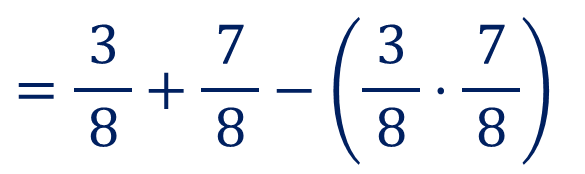 = 3/8 + 7/8 − (3/8 · 7/8)